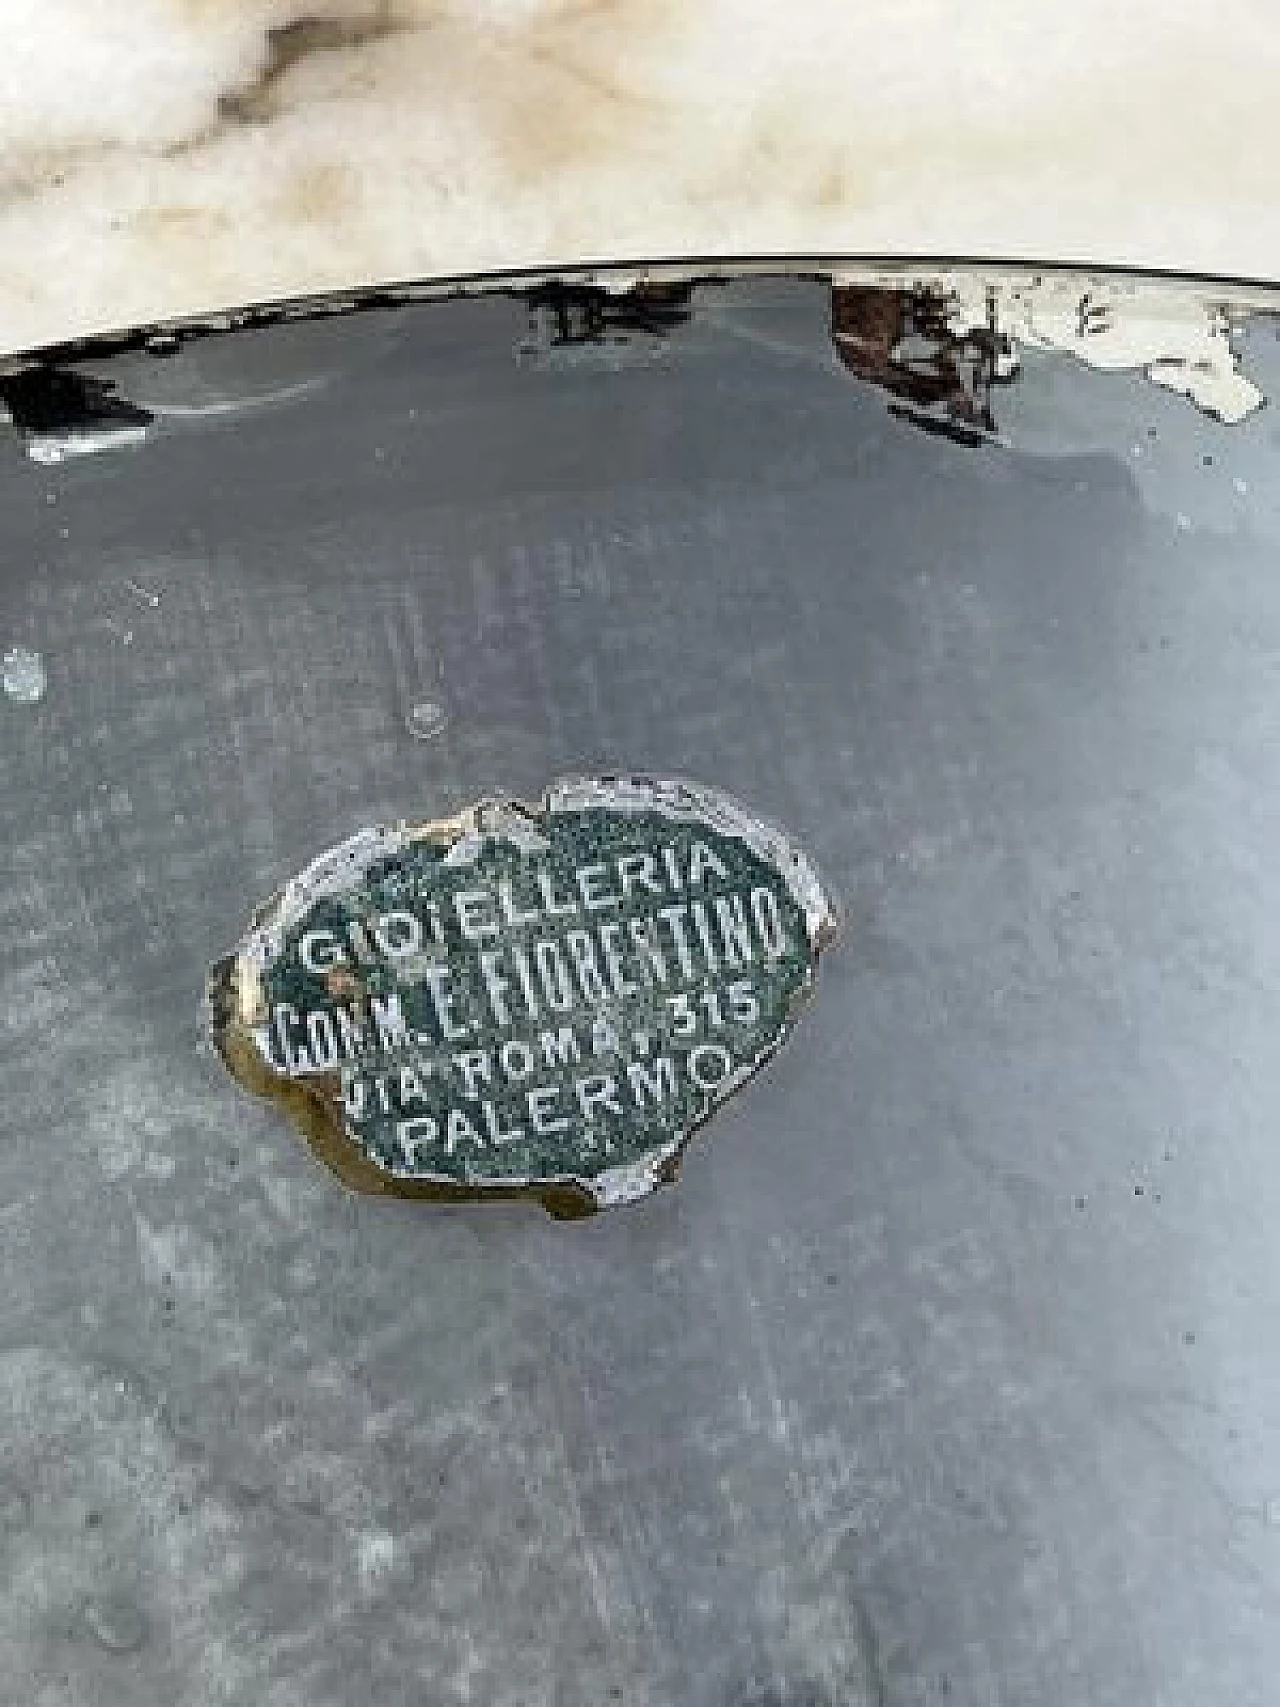 GIOIELLERIA
COMM. E. FIORENTINO
VIA ROMA, 315
PALERMO